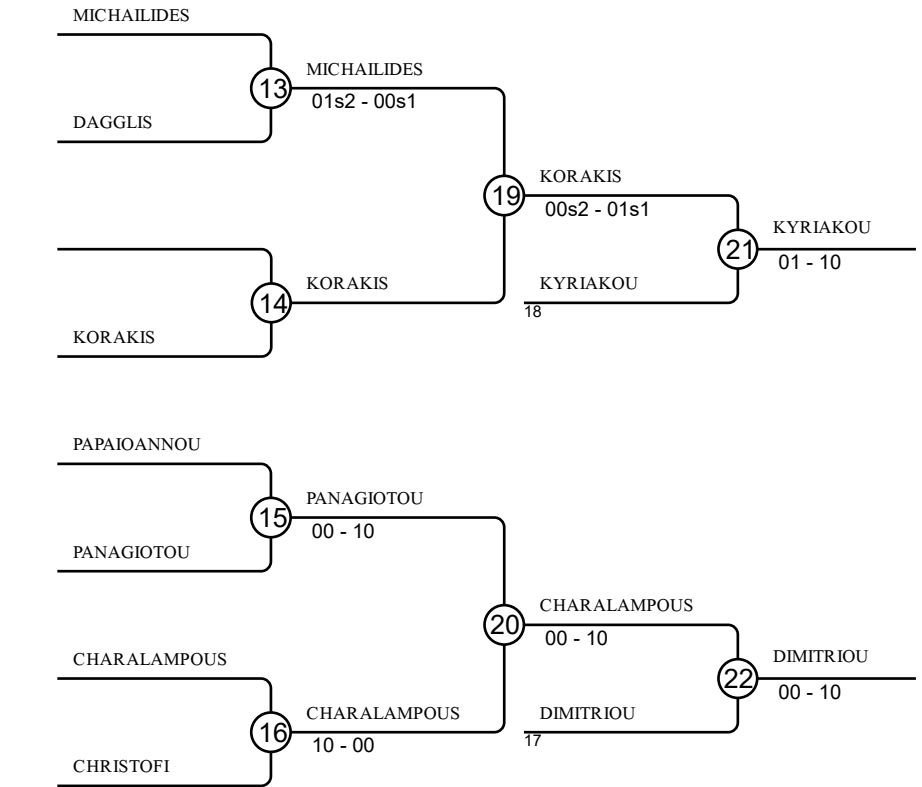 MICHAILIDES
13
MICHAILIDES
01s2 - 00s1
DAGGLIS
19
KORAKIS
00s2 - 01s1
21
KYRIAKOU
01 - 10
14
KORAKIS
KYRIAKOU
18
KORAKIS
PAPAIOANNOU
15
PANAGIOTOU
00 - 10
PANAGIOTOU
20
CHARALAMPOUS
00 - 10
CHARALAMPOUS
22
DIMITRIOU
00 - 10
16
CHARALAMPOUS
10 - 00
DIMITRIOU
17
CHRISTOFI